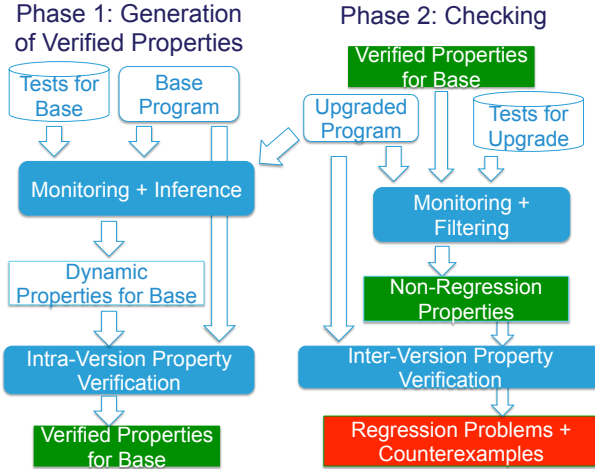 Phase 1: Generation
of Verified Properties
Tests for
Base
Base
Program
Monitoring + Inference
Dynamic
Properties for Base
Intra-Version Property
Verification
Verified Properties
for Base
Phase 2: Checking
Verified Properties
for Base
Upgraded
Program
Tests for
Upgrade
Monitoring +
Filtering
Non-Regression
Properties
Inter-Version Property
Verification
Regression Problems +
Counterexamples